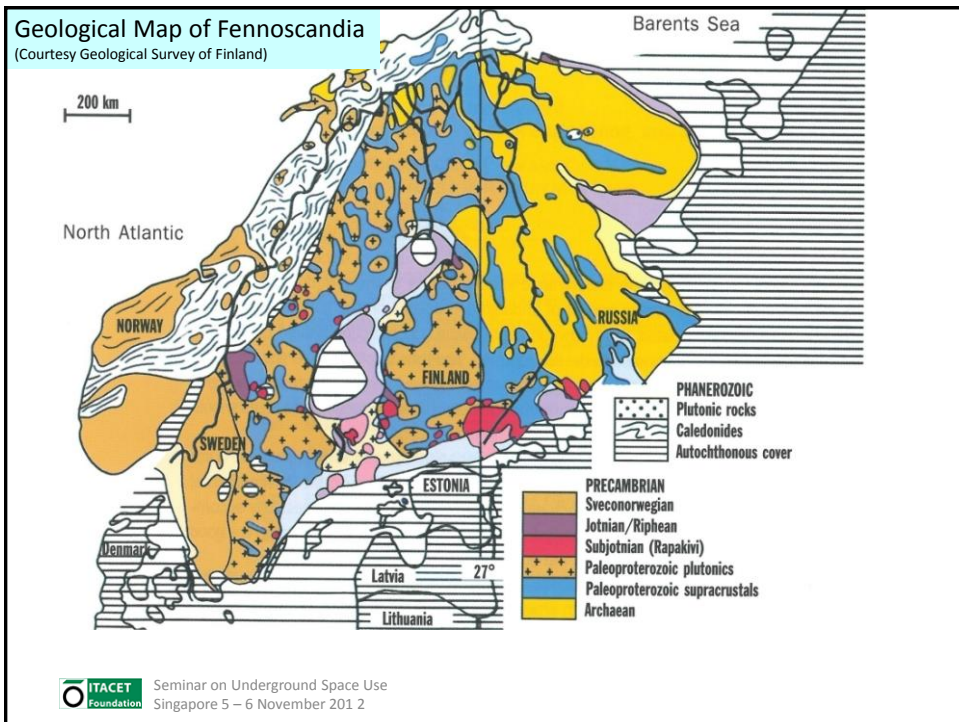 Geological Map of Fennoscandia
(Courtesy Geological Survey of Finland)
Barents Sea
200 km
North Atlantic
NORWAY
RUSSIA
FINLAND
SWEDEN
ESTONIA
Denmark
Latvia
27°
Lithuania
PHANEROZOIC
Plutonic rocks
Caledonides
Autochthonous cover
PRECAMBRIAN
Sveconorwegian
Jotnian/Riphean
Subjotnian (Rapakivi)
Paleoproterozoic plutonics
Paleoproterozoic supracrustals
Archaean
ITACET
Foundation
Seminar on Underground Space Use
Singapore 5 – 6 November 201 2